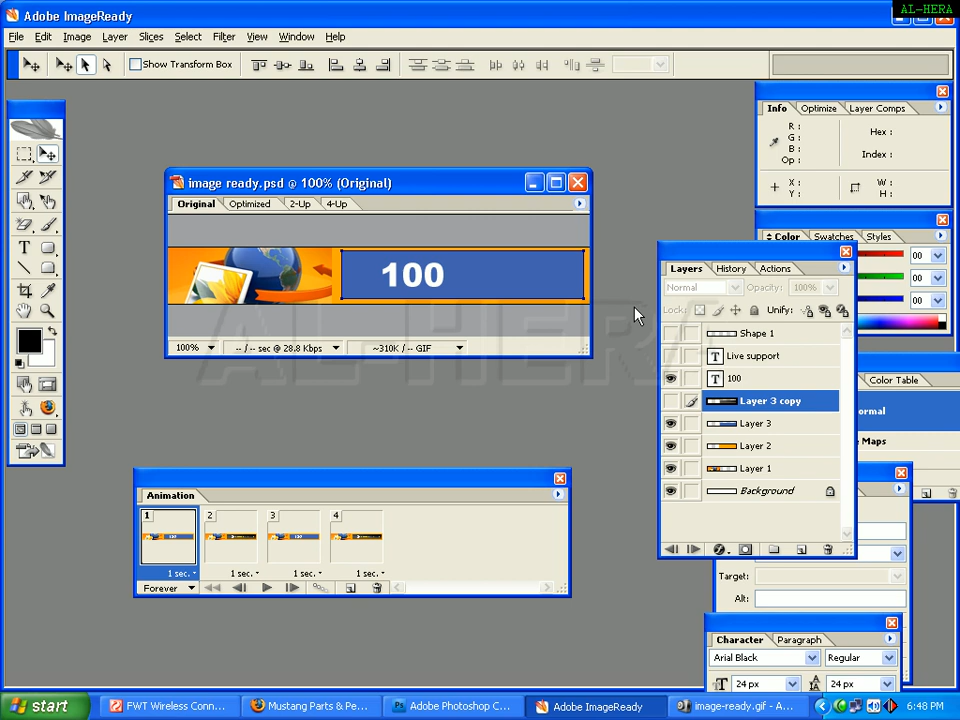 AL-HERA
Adobe ImageReady
File Edit Image Layer Slices Select Filter View Window Help
Show Transform Box
Info Optimize Layer Comps
R :
G :
B :
Op :
Hex :
Index :
X :
Y :
W :
H :
image ready.psd @ 100% (Original)
Original Optimized 2-Up 4-Up
100
100% -- / -- sec @ 28.8 Kbps ~310K / -- GIF
AL-HERA
Color Swatches Styles
00
00
00
Layers History Actions
Normal Opacity: 100%
Lock: Unify:
Shape 1
T Live support
T 100
Layer 3 copy
Layer 3
Layer 2
Layer 1
Background
Color Table
ormal
e Maps
Target:
Alt:
Character Paragraph
Arial Black Regular
24 px 24 px
Animation
1 2 3 4
1 sec. 1 sec. 1 sec. 1 sec.
Forever
start FWT Wireless Conn... Mustang Parts & Pe... Adobe Photoshop C... Adobe ImageReady image-ready.gif - A... 6:48 PM